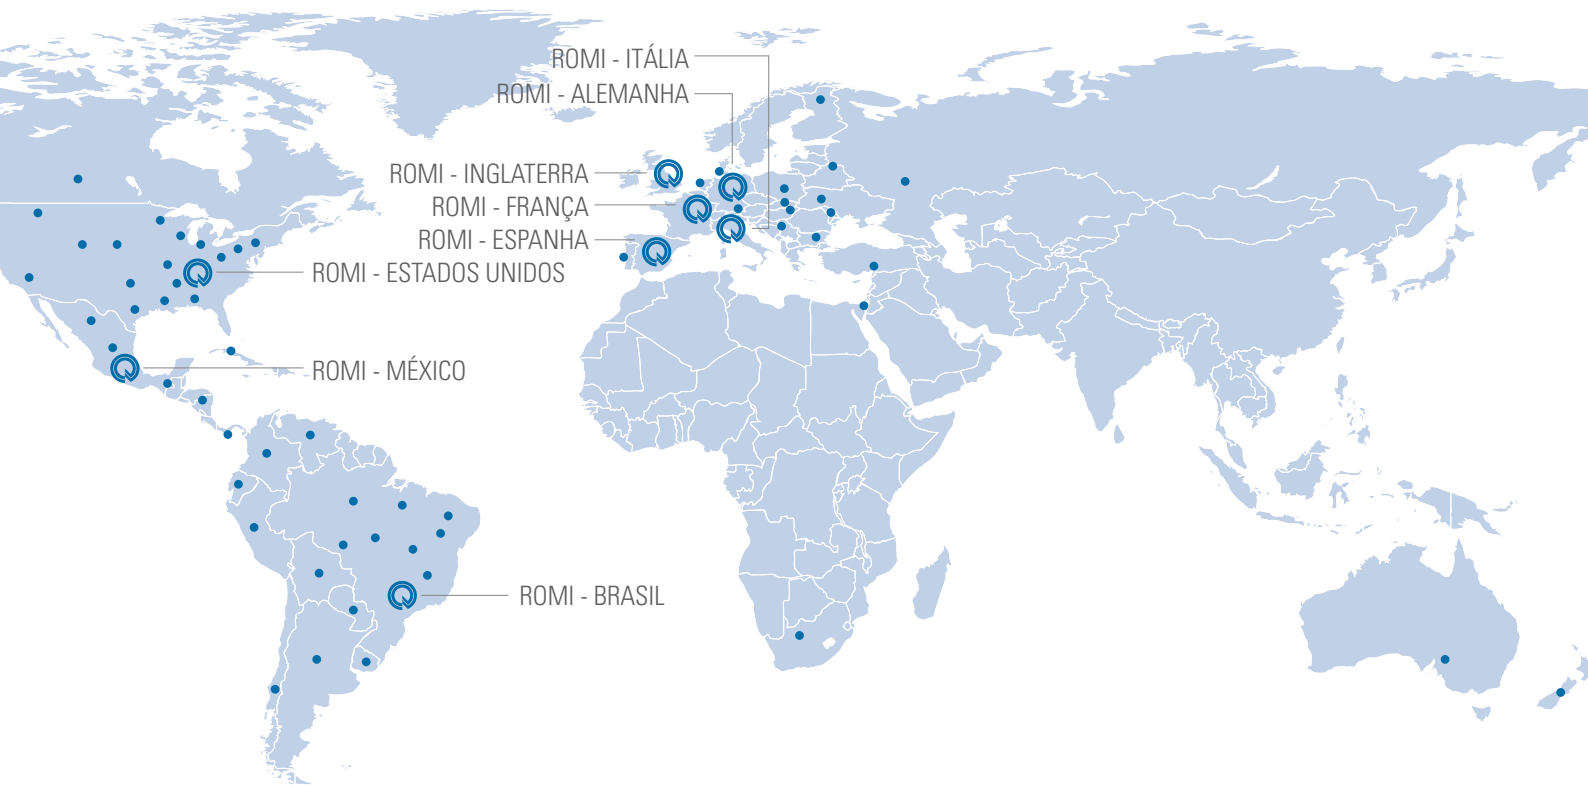 ROMI - ITÁLIA
ROMI - ALEMANHA
ROMI - INGLATERRA
ROMI - FRANÇA
ROMI - ESPANHA
ROMI - ESTADOS UNIDOS
ROMI - MÉXICO
ROMI - BRASIL